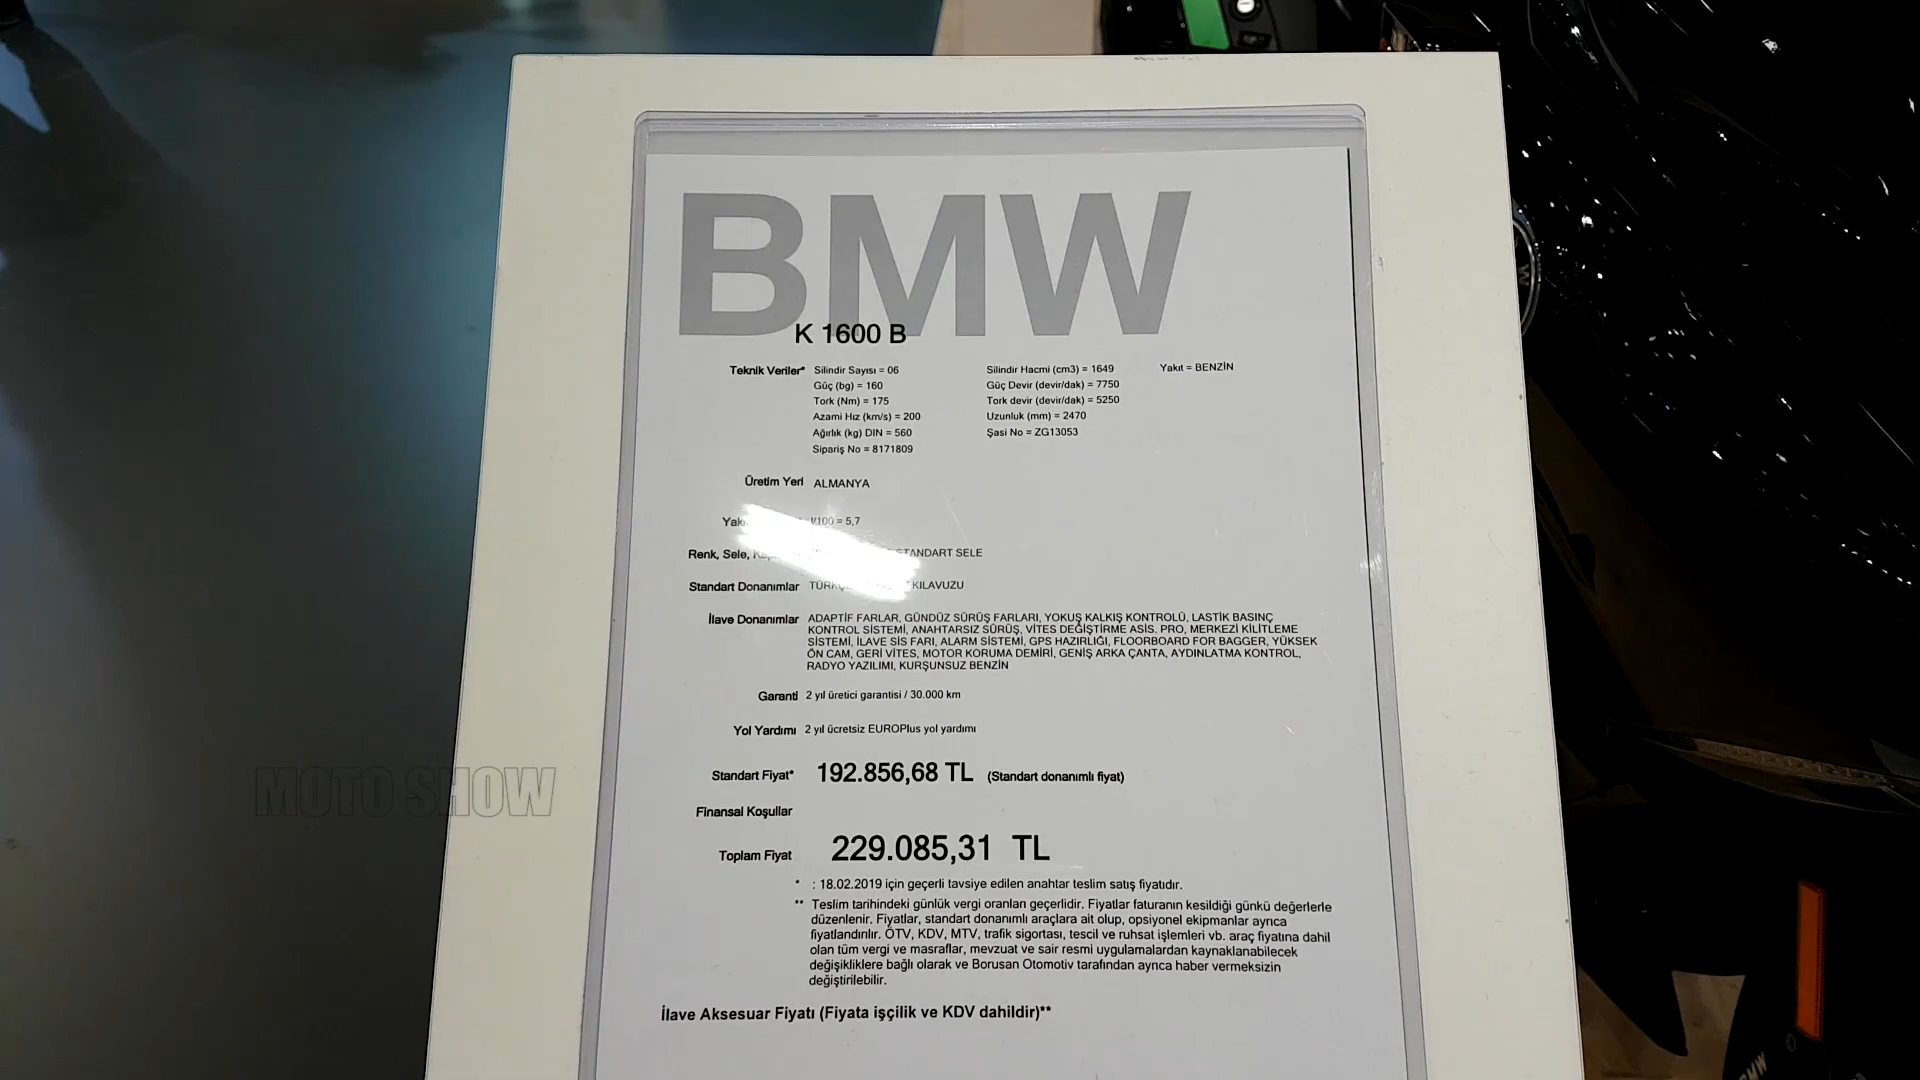 BMW
K 1600 B
Teknik Veriler* Silindir Sayısı = 06 Silindir Hacmi (cm3) = 1649 Yakıt = BENZİN
Güç (bg) = 160 Güç Devir (devir/dak) = 7750
Tork (Nm) = 175 Tork devir (devir/dak) = 5250
Azami Hız (km/s) = 200 Uzunluk (mm) = 2470
Ağırlık (kg) DIN = 560 Şasi No = ZG13053
Sipariş No = 8171809
Üretim Yeri ALMANYA
l/100 = 5,7
Renk, Sele, STANDART SELE
Standart Donanımlar KILAVUZU
İlave Donanımlar ADAPTİF FARLAR, GÜNDÜZ SÜRÜŞ FARLARI, YOKUŞ KALKIŞ KONTROLÜ, LASTİK BASINÇ
KONTROL SİSTEMİ, ANAHTARSIZ SÜRÜŞ, VİTES DEĞİŞTİRME ASİS. PRO, MERKEZİ KİLİTLEME
SİSTEMİ, İLAVE SİS FARI, ALARM SİSTEMİ, GPS HAZIRLIĞI, FLOORBOARD FOR BAGGER, YÜKSEK
ÖN CAM, GERİ VİTES, MOTOR KORUMA DEMİRİ, GENİŞ ARKA ÇANTA, AYDINLATMA KONTROL,
RADYO YAZILIMI, KURŞUNSUZ BENZİN
Garanti 2 yıl üretici garantisi / 30.000 km
Yol Yardımı 2 yıl ücretsiz EUROPlus yol yardımı
Standart Fiyat* 192.856,68 TL (Standart donanımlı fiyat)
MOTO SHOW
Finansal Koşullar
Toplam Fiyat 229.085,31 TL
* : 18.02.2019 için geçerli tavsiye edilen anahtar teslim satış fiyatıdır.
** Teslim tarihindeki günlük vergi oranları geçerlidir. Fiyatlar faturanın kesildiği günkü değerlerle
düzenlenir. Fiyatlar, standart donanımlı araçlara ait olup, opsiyonel ekipmanlar ayrıca
fiyatlandırılır. ÖTV, KDV, MTV, trafik sigortası, tescil ve ruhsat işlemleri vb. araç fiyatına dahil
olan tüm vergi ve masraflar, mevzuat ve sair resmi uygulamalardan kaynaklanabilecek
değişikliklere bağlı olarak ve Borusan Otomotiv tarafından ayrıca haber vermeksizin
değiştirilebilir.
İlave Aksesuar Fiyatı (Fiyata işçilik ve KDV dahildir)**
BMW